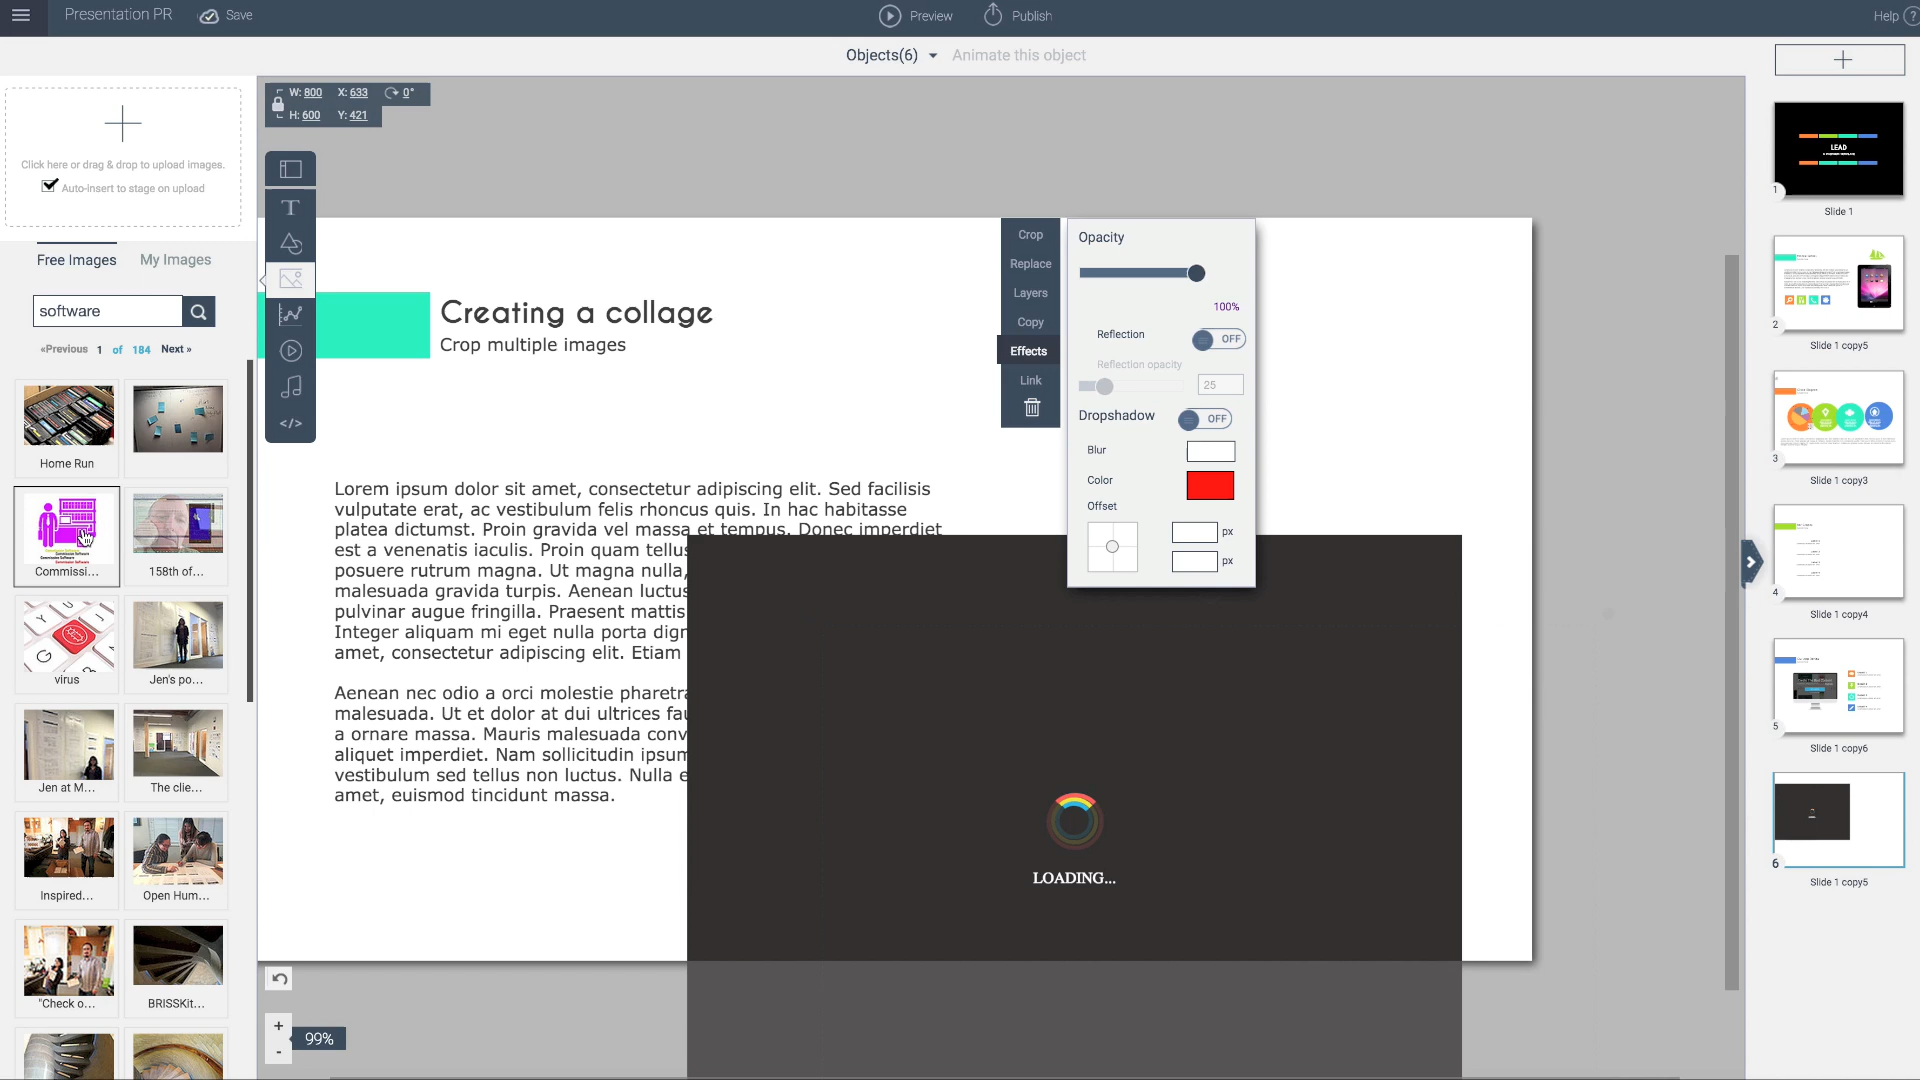 Presentation PR
Save
Preview
Publish
Help ?
Objects(6)
Animate this object
W: 800 X: 633 0°
H: 600 Y: 421
Click here or drag & drop to upload images.
Auto-insert to stage on upload
Free Images
My Images
software
«Previous 1 of 184 Next »
Home Run
Commissi...
158th of...
virus
Jen's po...
Jen at M...
The clie...
Inspired...
Open Hum...
"Check o...
BRISSKit...
T
</>
Creating a collage
Crop multiple images
Lorem ipsum dolor sit amet, consectetur adipiscing elit. Sed facilisis
vulputate erat, ac vestibulum felis rhoncus quis. In hac habitasse
platea dictumst. Proin gravida vel massa et tempus. Donec imperdiet
est a venenatis iaculis. Proin quam tellus
posuere rutrum magna. Ut magna nulla,
malesuada gravida turpis. Aenean luctus
pulvinar augue fringilla. Praesent mattis
Integer aliquam mi eget nulla porta dign
amet, consectetur adipiscing elit. Etiam
Aenean nec odio a orci molestie pharetra
malesuada. Ut et dolor at dui ultrices fau
a ornare massa. Mauris malesuada conv
aliquet imperdiet. Nam sollicitudin ipsum
vestibulum sed tellus non luctus. Nulla e
amet, euismod tincidunt massa.
LOADING...
Crop
Replace
Layers
Copy
Effects
Link
Opacity
100%
Reflection OFF
Reflection opacity
25
Dropshadow OFF
Blur
Color
Offset
px
px
+
99%
-
LEAD
1
Slide 1
2
Slide 1 copy5
3
Slide 1 copy3
4
Slide 1 copy4
5
Slide 1 copy6
6
Slide 1 copy5